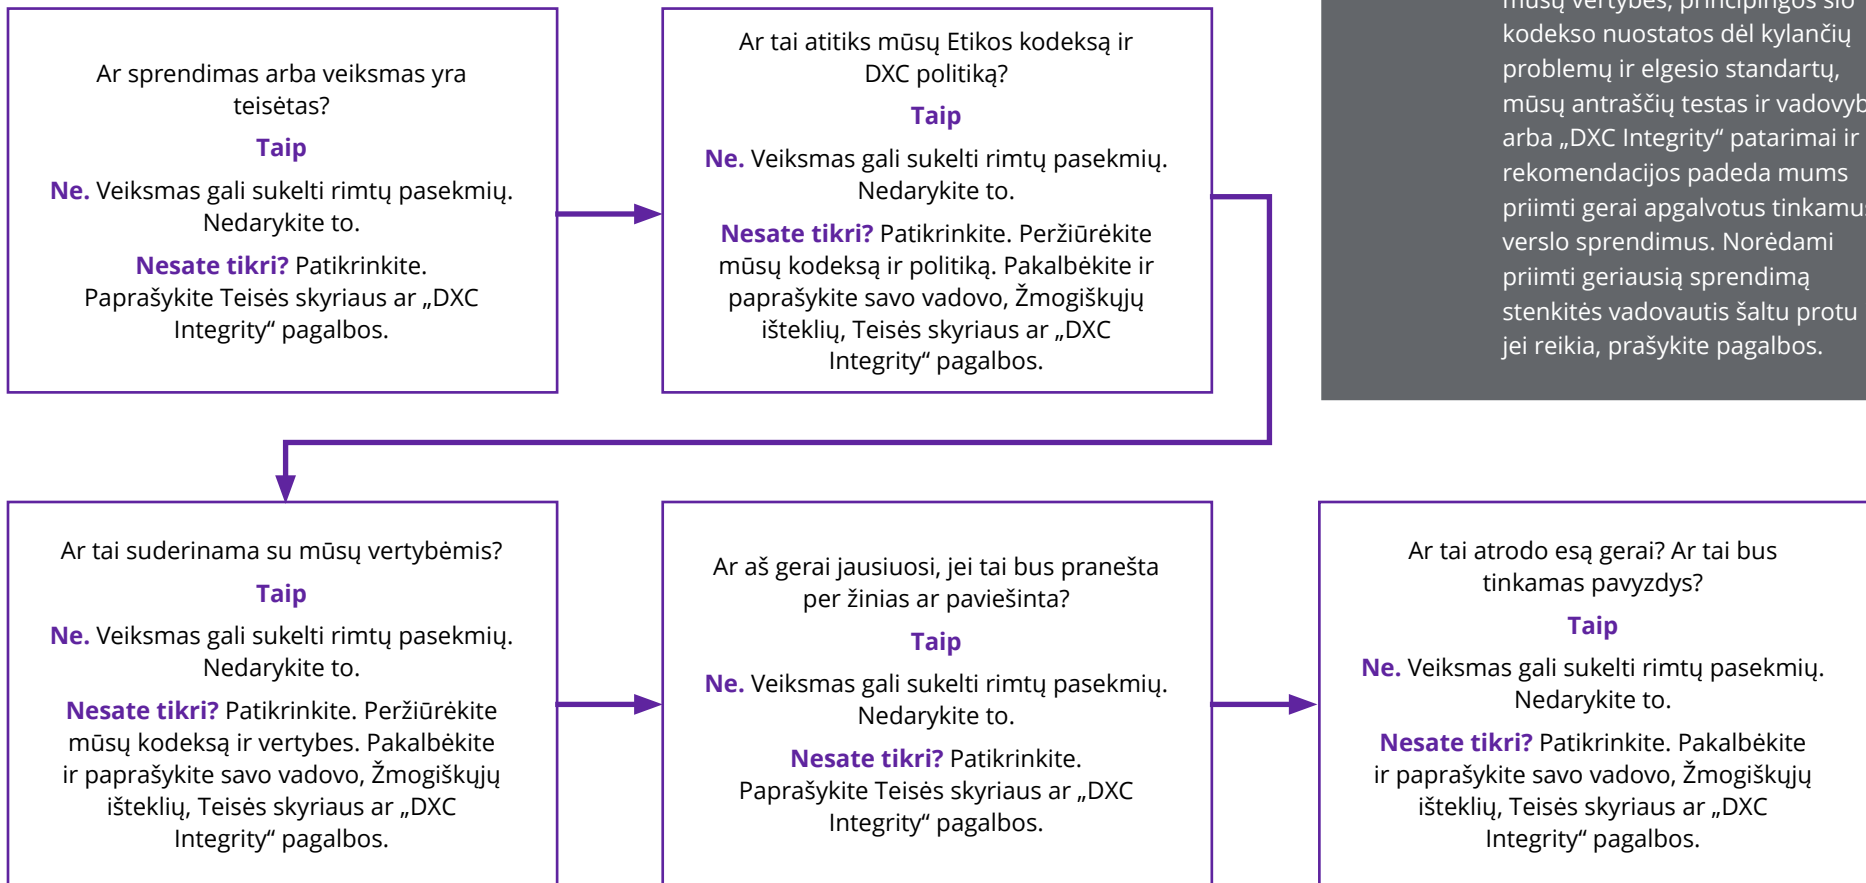 Ar sprendimas arba veiksmas yra
teisėtas?
Taip
Ne. Veiksmas gali sukelti rimtų pasekmių.
Nedarykite to.
Nesate tikri? Patikrinkite.
Paprašykite Teisės skyriaus ar „DXC
Integrity“ pagalbos.
Ar tai atitiks mūsų Etikos kodeksą ir
DXC politiką?
Taip
Ne. Veiksmas gali sukelti rimtų pasekmių.
Nedarykite to.
Nesate tikri? Patikrinkite. Peržiūrėkite
mūsų kodeksą ir politiką. Pakalbėkite ir
paprašykite savo vadovo, Žmogiškųjų
išteklių, Teisės skyriaus ar „DXC
Integrity“ pagalbos.
mūsų vertybės, principingos šio
kodekso nuostatos dėl kylančių
problemų ir elgesio standartų,
mūsų antraščių testas ir
arba „DXC Integrity“ patarimai ir
rekomendacijos padeda mums
priimti gerai apgalvotus tinkamus
verslo sprendimus. Norėdami
priimti geriausią sprendimą
stenkitės vadovautis šaltu protu
jei reikia, prašykite pagalbos.
Ar tai suderinama su mūsų vertybėmis?
Taip
Ne. Veiksmas gali sukelti rimtų pasekmių.
Nedarykite to.
Nesate tikri? Patikrinkite. Peržiūrėkite
mūsų kodeksą ir vertybes. Pakalbėkite
ir paprašykite savo vadovo, Žmogiškųjų
išteklių, Teisės skyriaus ar „DXC
Integrity“ pagalbos.
Ar aš gerai jausiuosi, jei tai bus pranešta
per žinias ar paviešinta?
Taip
Ne. Veiksmas gali sukelti rimtų pasekmių.
Nedarykite to.
Nesate tikri? Patikrinkite.
Paprašykite Teisės skyriaus ar „DXC
Integrity“ pagalbos.
Ar tai atrodo esą gerai? Ar tai bus
tinkamas pavyzdys?
Taip
Ne. Veiksmas gali sukelti rimtų pasekmių.
Nedarykite to.
Nesate tikri? Patikrinkite. Pakalbėkite
ir paprašykite savo vadovo, Žmogiškųjų
išteklių, Teisės skyriaus ar „DXC
Integrity“ pagalbos.